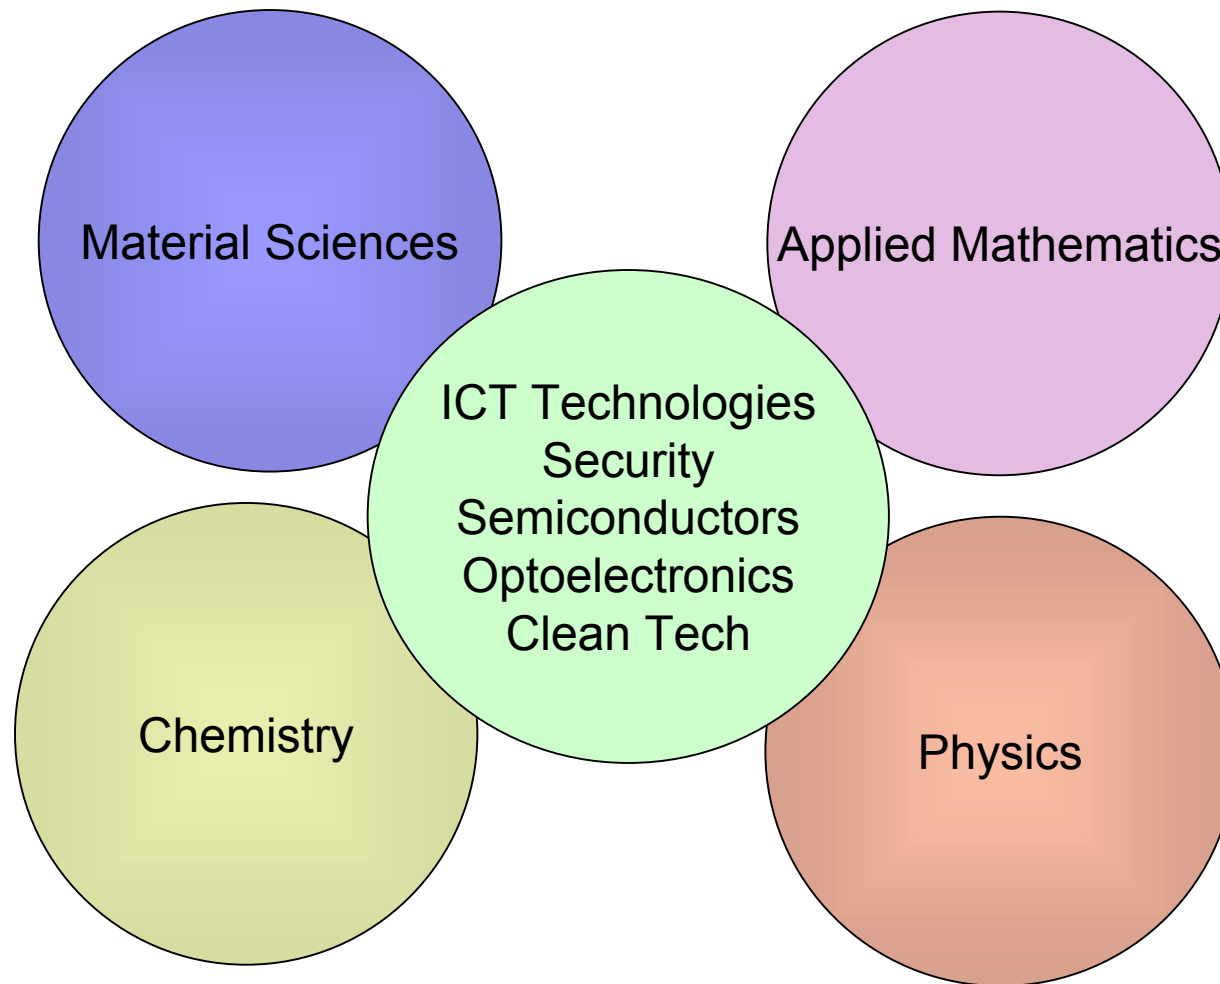 Material Sciences
Applied Mathematics
ICT Technologies
Security
Semiconductors
Optoelectronics
Clean Tech
Chemistry
Physics